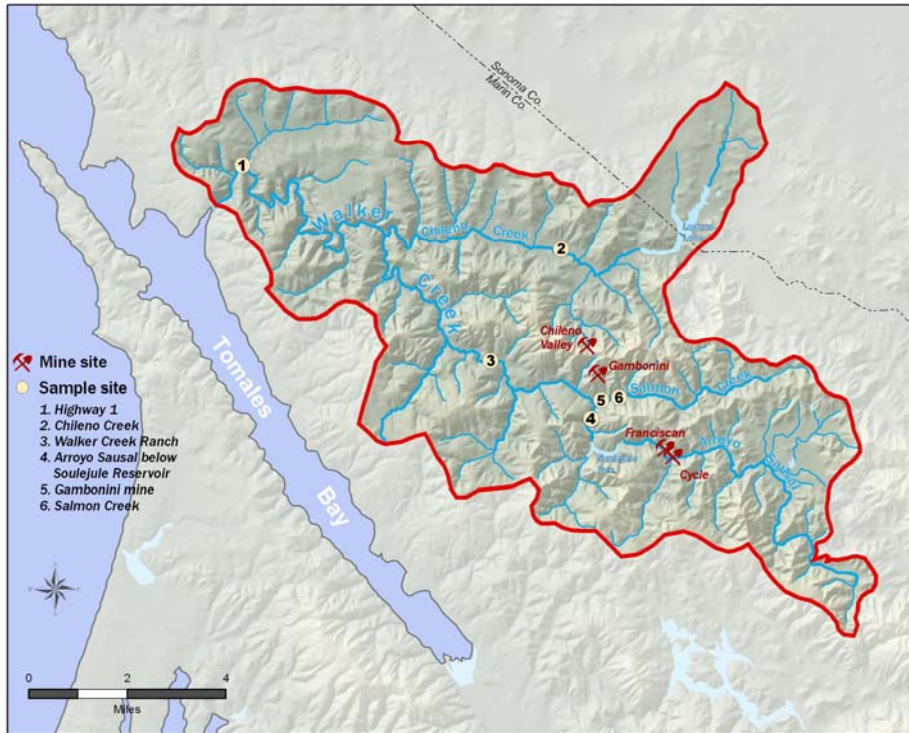 Sonoma Co.
Marin Co.
1
Walker
Chileno Creek
2
Creek
Chileno
Valley
3
Gambonini
Salmon Creek
5
6
4
Franciscan
Arroyo Sausal
Cycle
Tomales Bay
Mine site
Sample site
1. Highway 1
2. Chileno Creek
3. Walker Creek Ranch
4. Arroyo Sausal below
Soulejule Reservoir
5. Gambonini mine
6. Salmon Creek
0 2 4
Miles